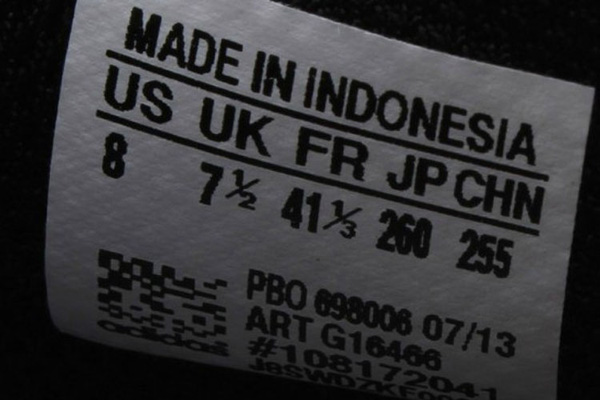 MADE IN INDONESIA
US UK FR JP CHN
8 7½ 41⅓ 260 255
PBO 698006 07/13
ART G16466
#108172041
adidas